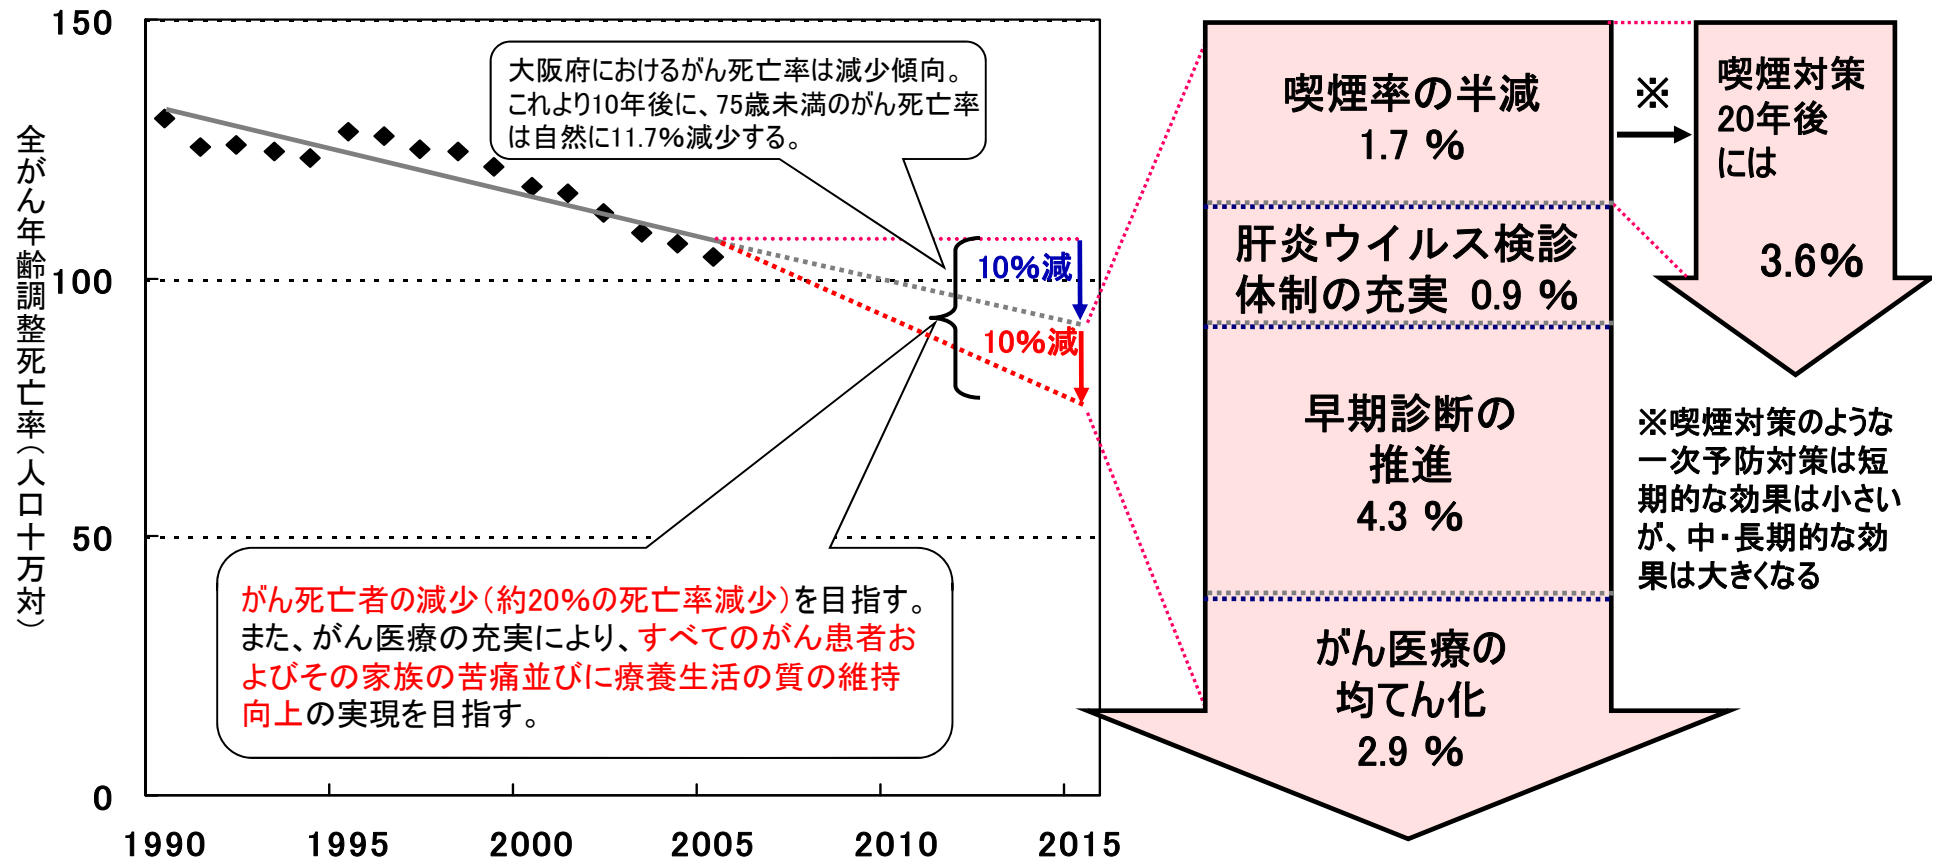 全がん年齢調整死亡率（人口十万対）
150
100
50
0
1990
1995
2000
2005
2010
2015
大阪府におけるがん死亡率は減少傾向。
これより10年後に、75歳未満のがん死亡率
は自然に11.7%減少する。
10%減
10%減
がん死亡者の減少（約20%の死亡率減少）を目指す。
また、がん医療の充実により、すべてのがん患者お
よびその家族の苦痛並びに療養生活の質の維持
向上の実現を目指す。
喫煙率の半減
1.7 %
肝炎ウイルス検診
体制の充実 0.9 %
早期診断の
推進
4.3 %
がん医療の
均てん化
2.9 %
※
喫煙対策
20年後
には
3.6%
※喫煙対策のような
一次予防対策は短
期的な効果は小さい
が、中・長期的な効
果は大きくなる